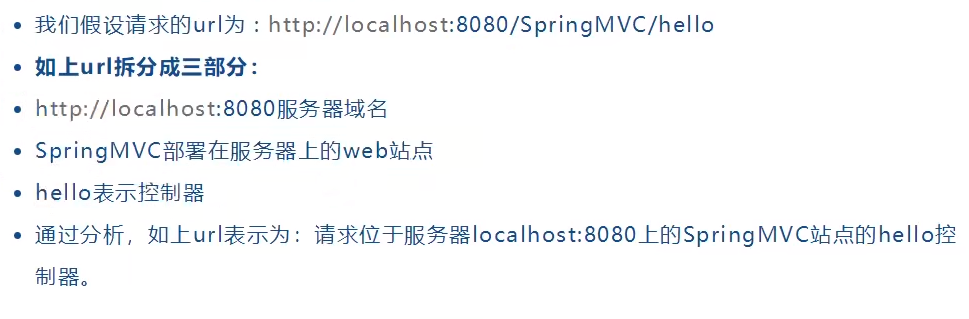 我们假设请求的url为：http://localhost:8080/SpringMVC/hello
如上url拆分成三部分：
http://localhost:8080服务器域名
SpringMVC部署在服务器上的web站点
hello表示控制器
通过分析，如上url表示为：请求位于服务器localhost:8080上的SpringMVC站点的hello控
制器。